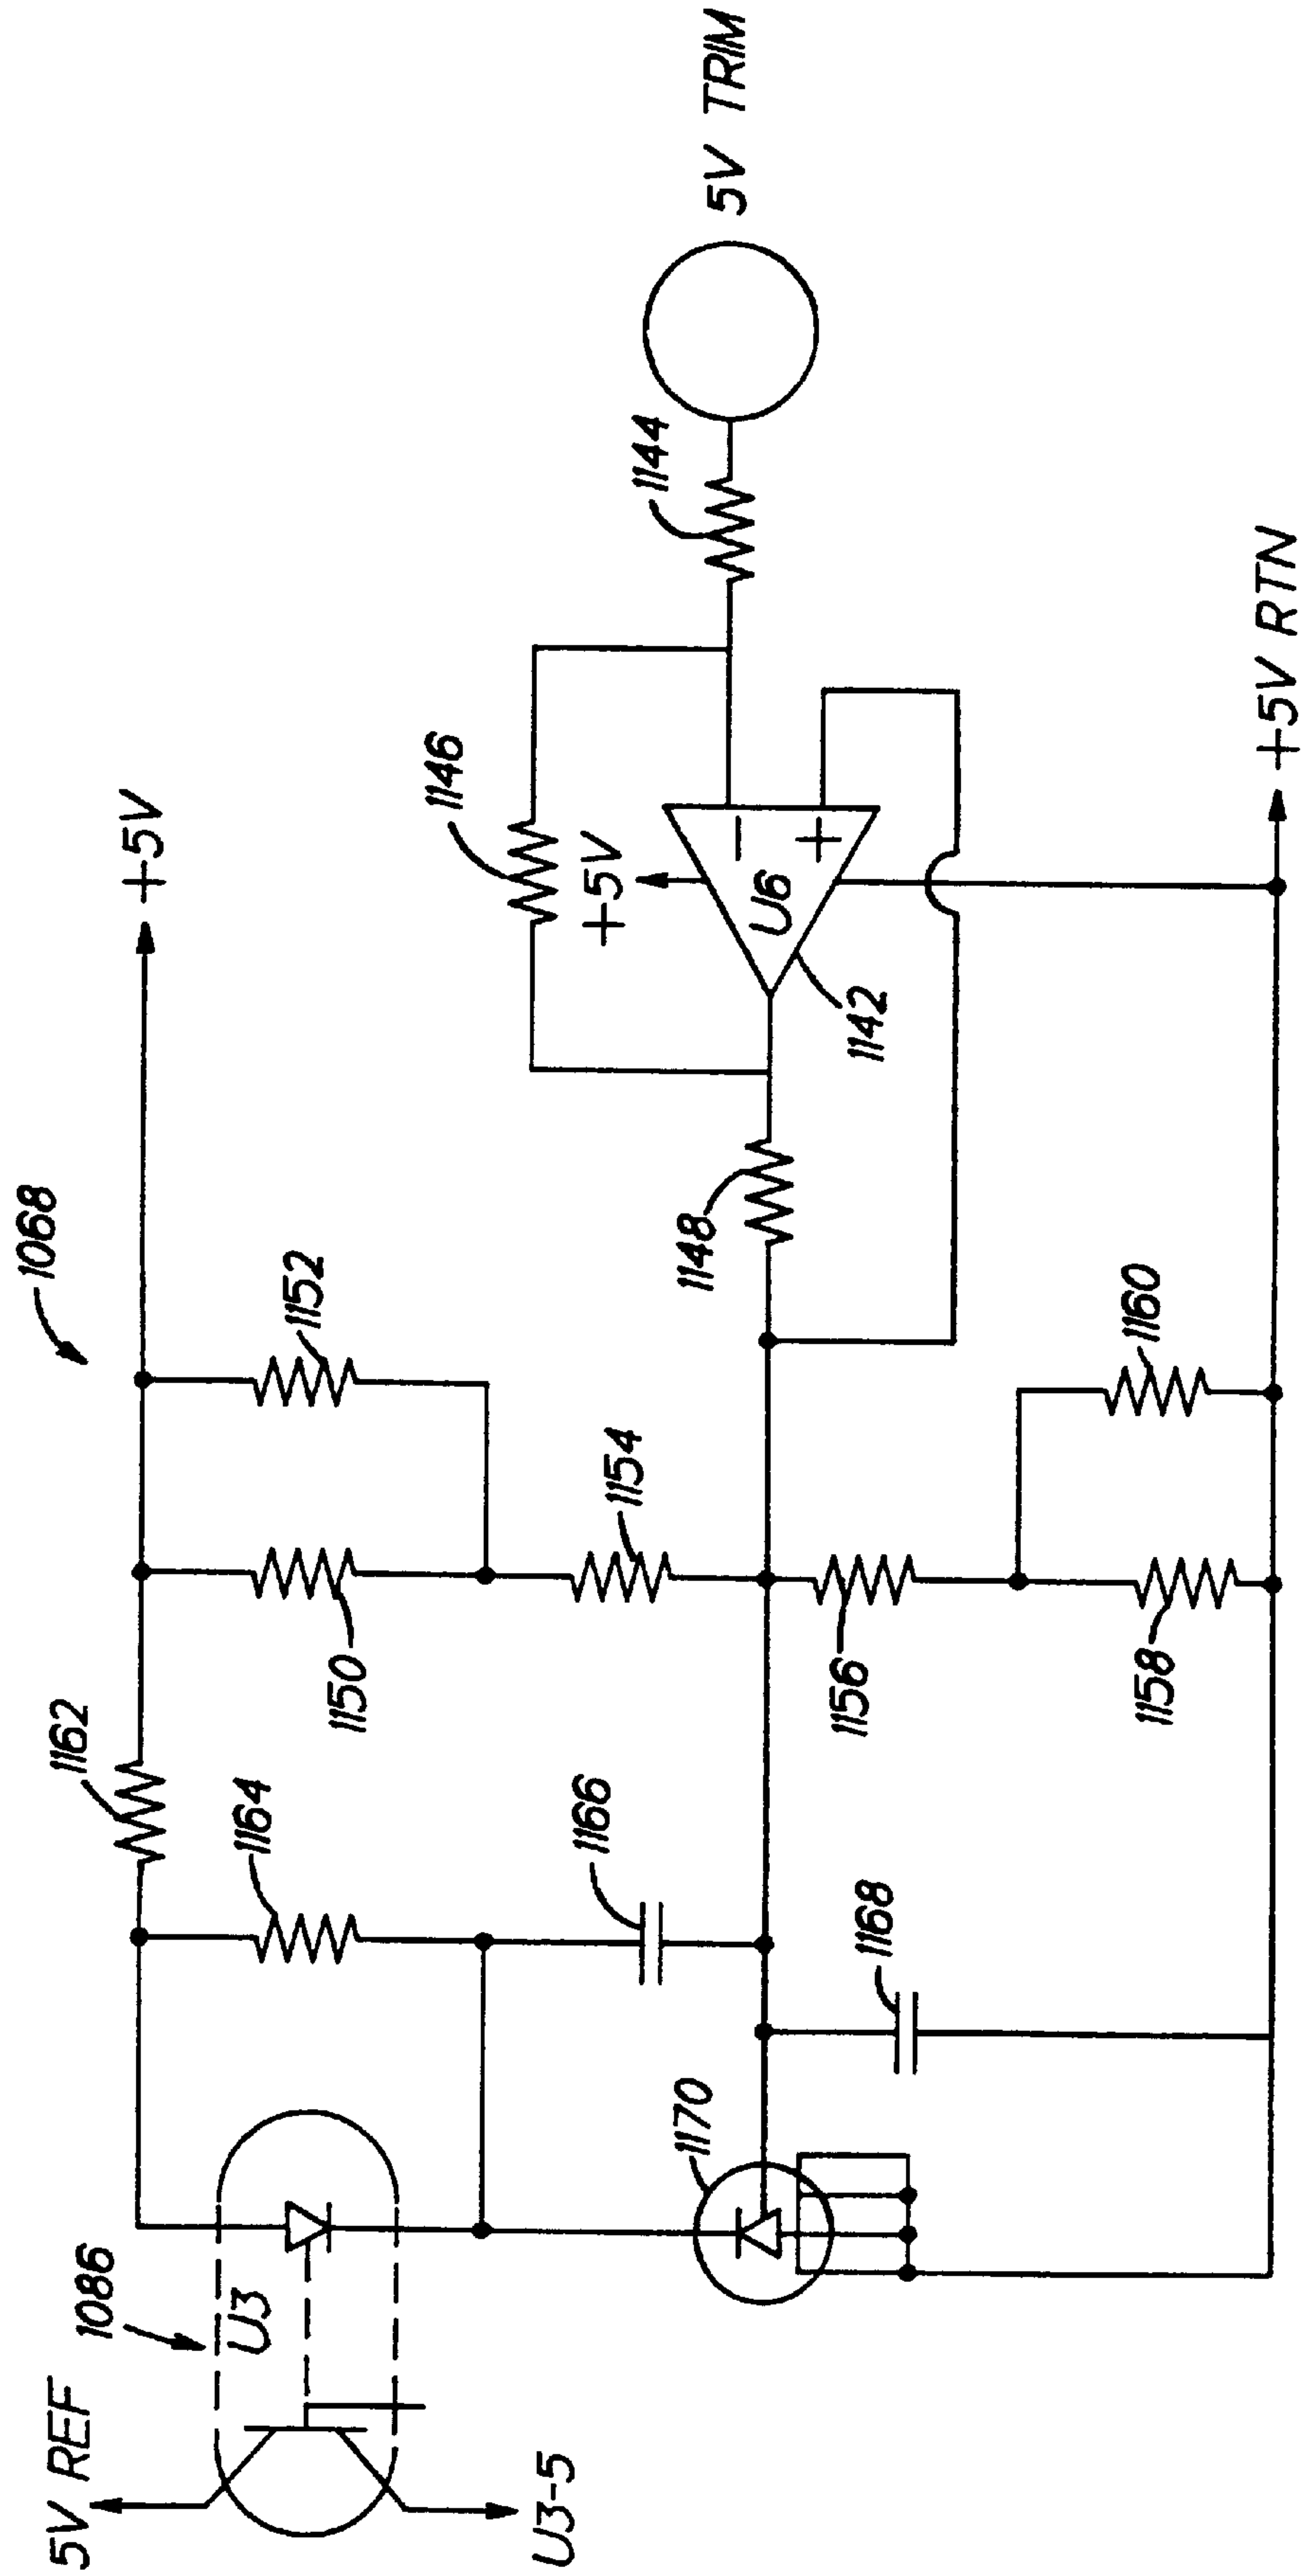 1068
5V REF
1086
U3
U3-5
1162
1164
1166
1168
1170
1150
1152
1154
1156
1158
1160
+5V
1148
1146
+5V
U6
−
+
1142
1144
5V TRIM
+5V RTN